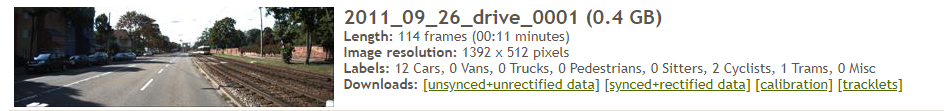 2011_09_26_drive_0001 (0.4 GB)
Length: 114 frames (00:11 minutes)
Image resolution: 1392 x 512 pixels
Labels: 12 Cars, 0 Vans, 0 Trucks, 0 Pedestrians, 0 Sitters, 2 Cyclists, 1 Trams, 0 Misc
Downloads: [unsynced+unrectified data] [synced+rectified data] [calibration] [tracklets]